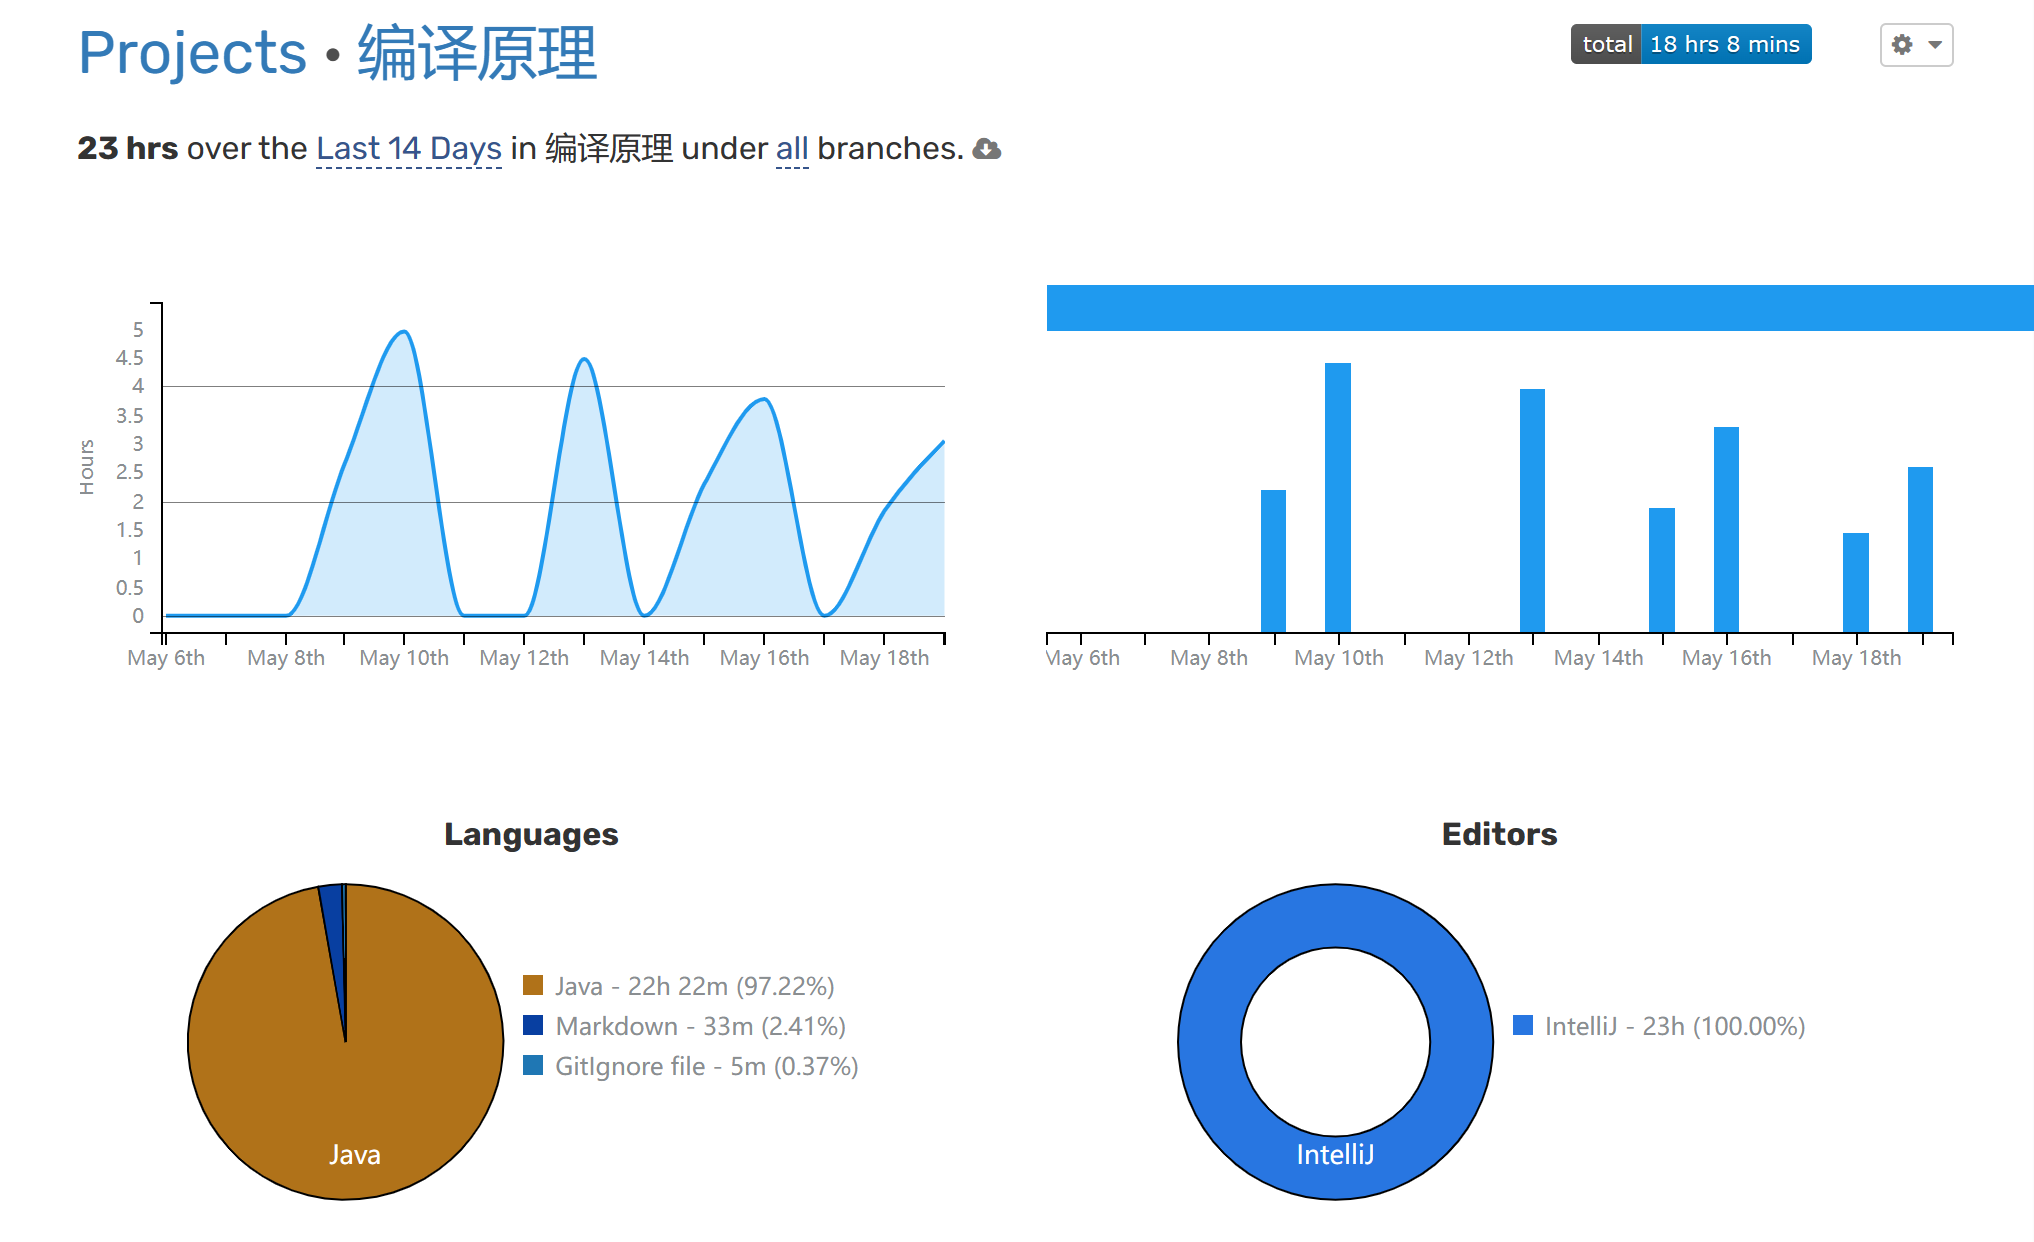 Projects • 编译原理
total 18 hrs 8 mins
23 hrs over the Last 14 Days in 编译原理 under all branches.
Hours
5
4.5
4
3.5
3
2.5
2
1.5
1
0.5
0
May 6th May 8th May 10th May 12th May 14th May 16th May 18th
May 6th May 8th May 10th May 12th May 14th May 16th May 18th
Languages
Java - 22h 22m (97.22%)
Markdown - 33m (2.41%)
GitIgnore file - 5m (0.37%)
Java
Editors
IntelliJ - 23h (100.00%)
IntelliJ